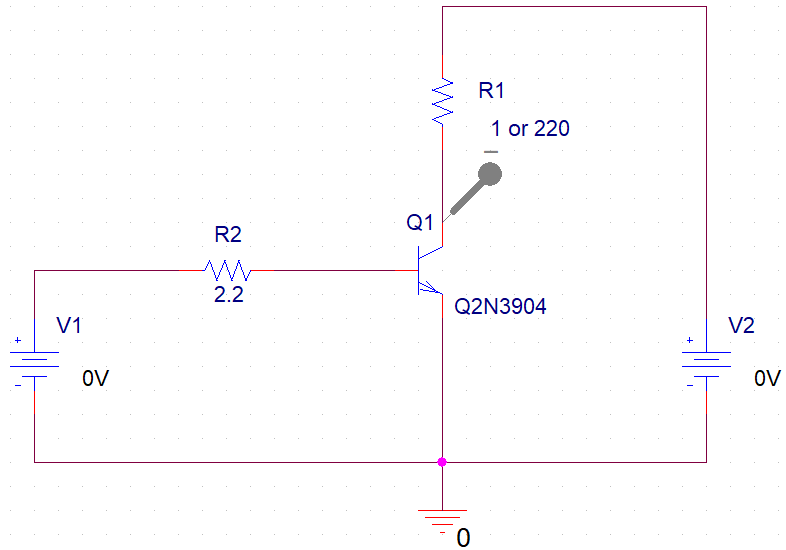 R1
1 or 220
Q1
R2
2.2
Q2N3904
V1
V2
+
+
0V
0V
-
-
0